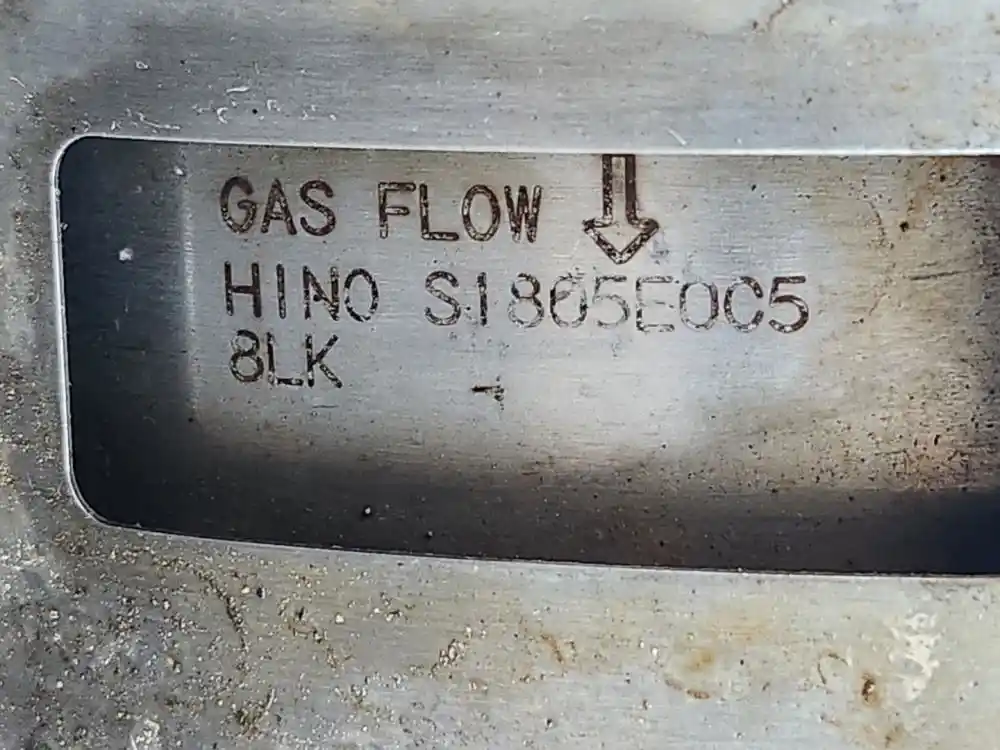 GAS FLOW
HINO S1805E0C5
8LK